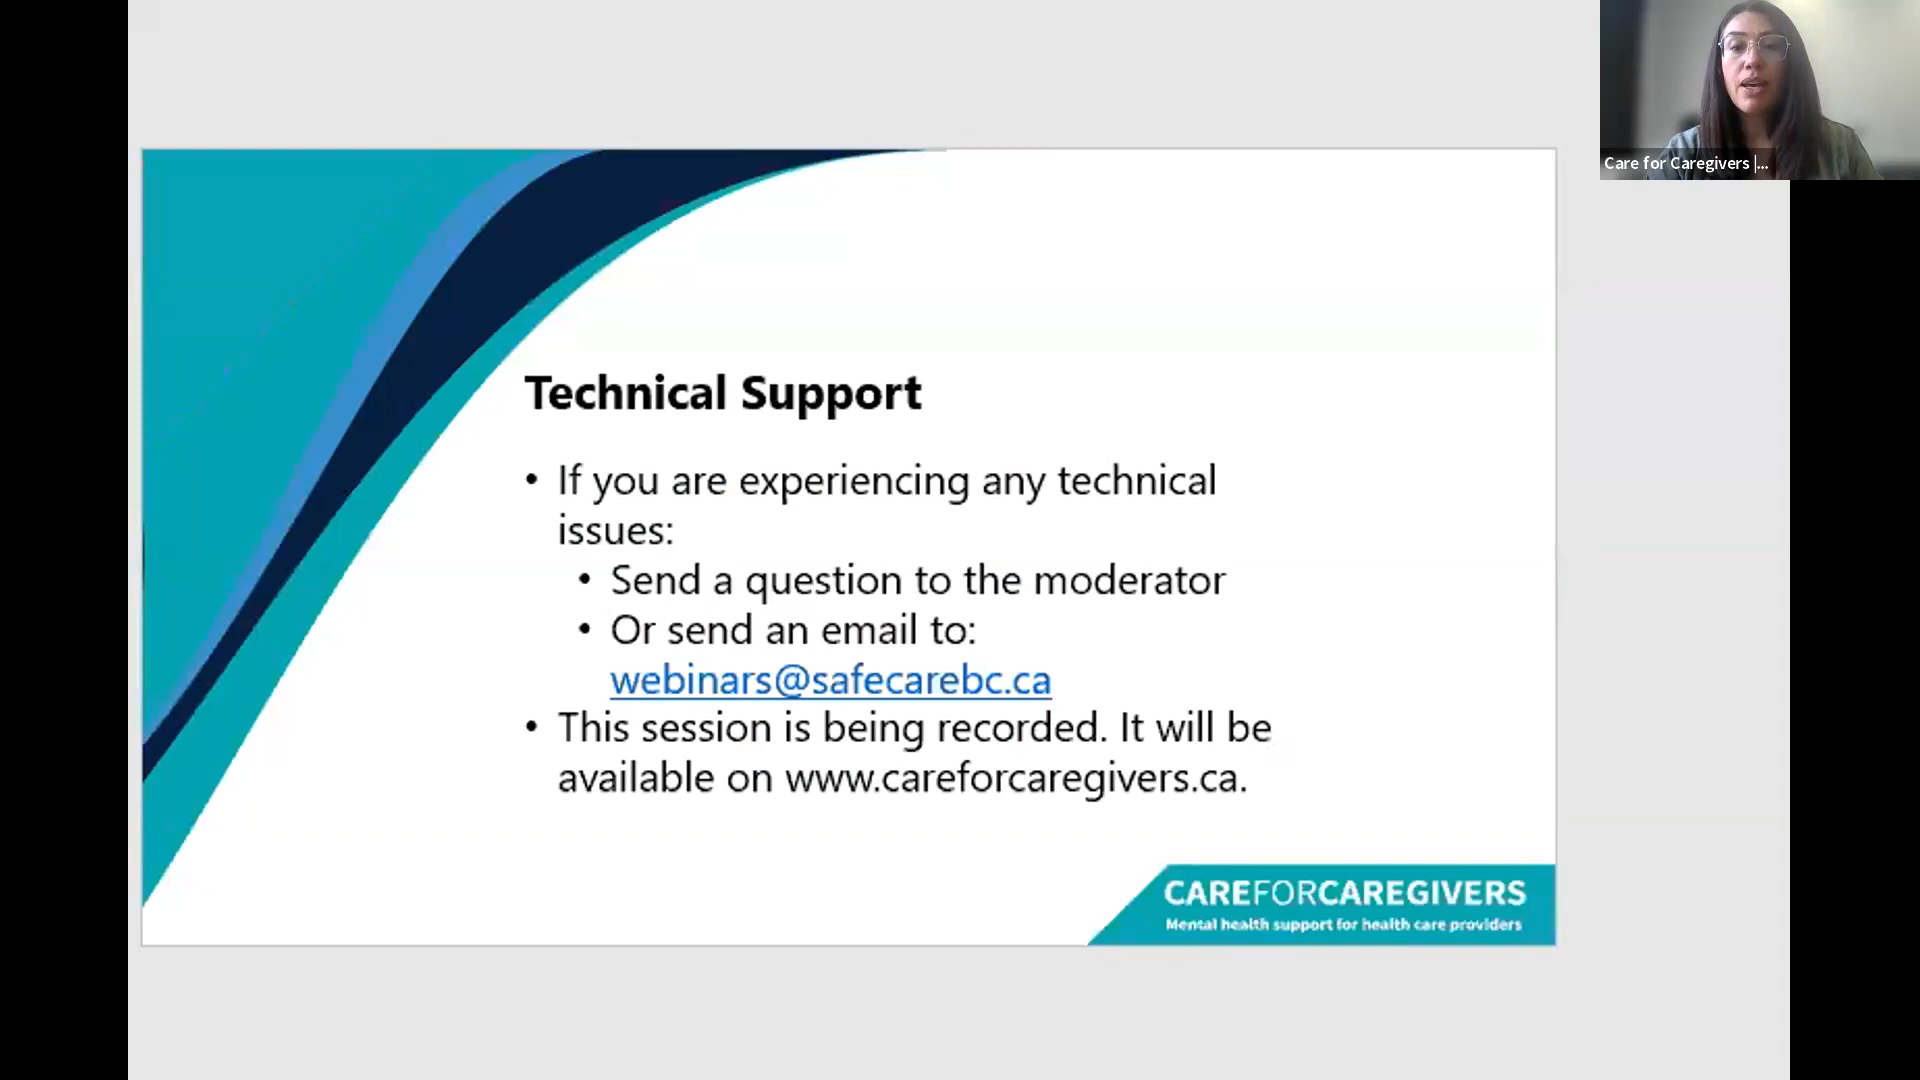 Care for Caregivers |...
Technical Support
• If you are experiencing any technical
issues:
• Send a question to the moderator
• Or send an email to:
webinars@safecarebc.ca
• This session is being recorded. It will be
available on www.careforcaregivers.ca.
CAREFORCAREGIVERS
Mental health support for health care providers